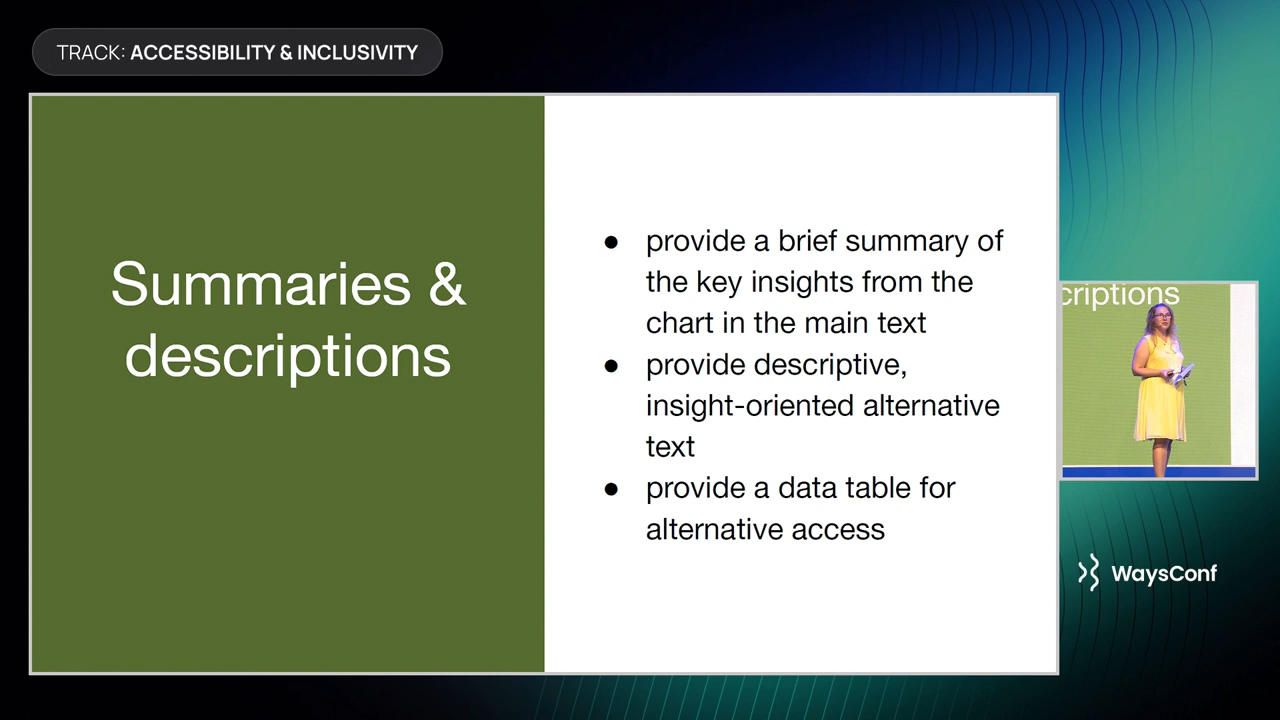 TRACK: ACCESSIBILITY & INCLUSIVITY
Summaries &
descriptions
● provide a brief summary of
the key insights from the
chart in the main text
● provide descriptive,
insight-oriented alternative
text
● provide a data table for
alternative access
criptions
WaysConf